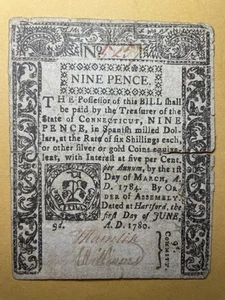 No
NINE PENCE.
THE Possessor of this BILL shall
be paid by the Treasurer of the
State of CONNECTICUT, NINE
PENCE, in Spanish milled Dol-
lars, at the Rate of six Shillings each,
or other silver or gold Coins equiva-
lent, with Interest at five per Cent.
per Annum, by the 1st
Day of MARCH, A.
D. 1784. By OR-
DER of ASSEMBLY.
Dated at Hartford, the
first Day of JUNE,
A. D. 1780.
9d.